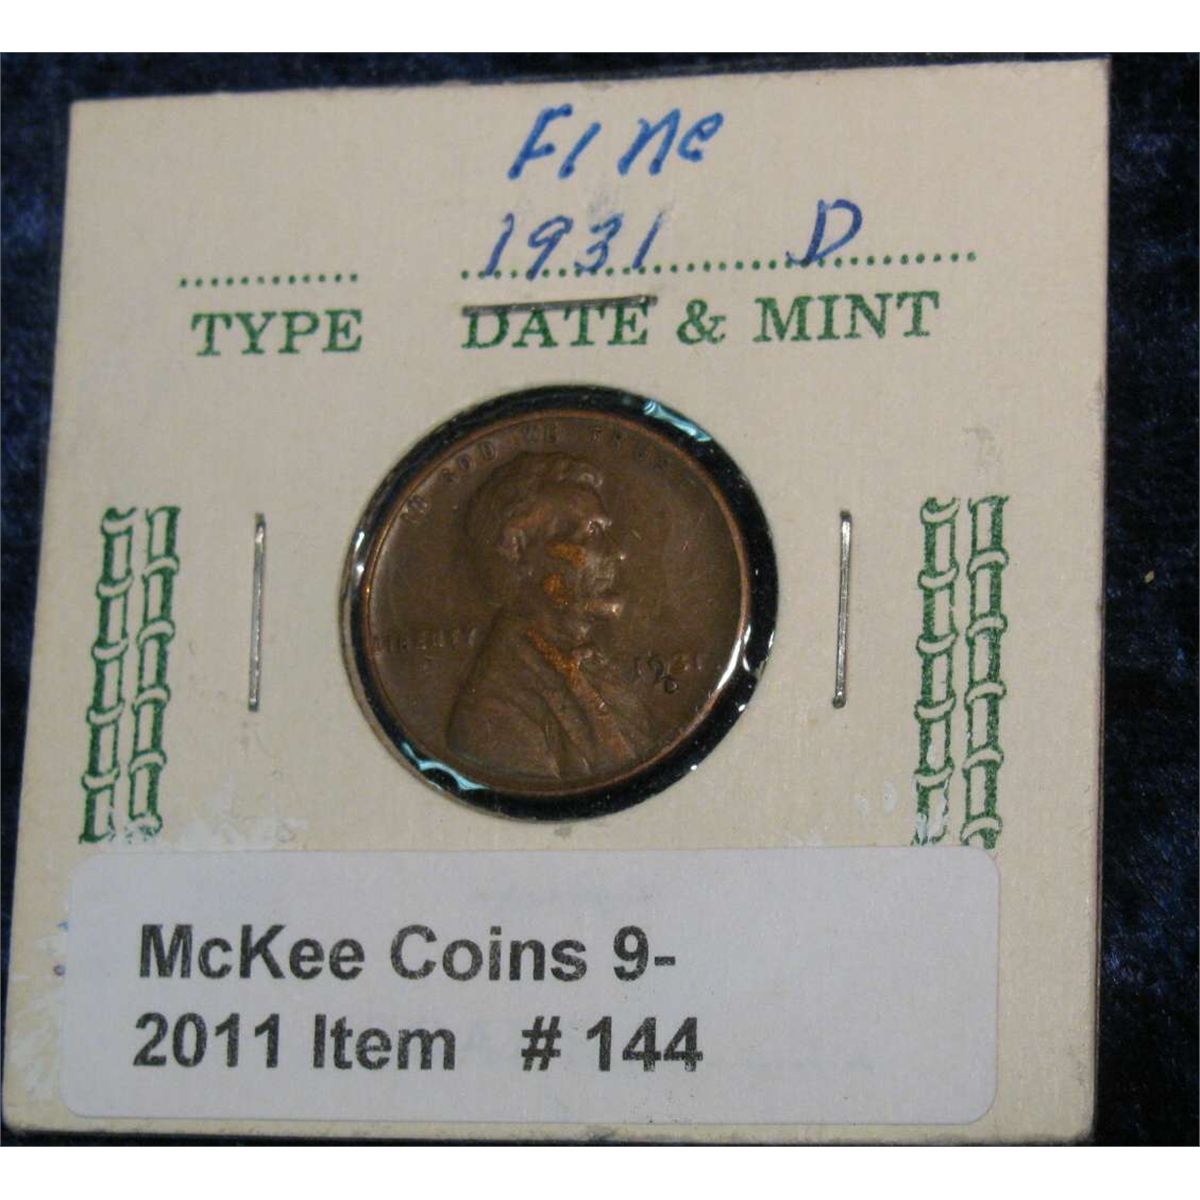 Fine
1931 D
TYPE DATE & MINT
IN GOD WE TRUST
LIBERTY
1931
D
McKee Coins 9-
2011 Item # 144